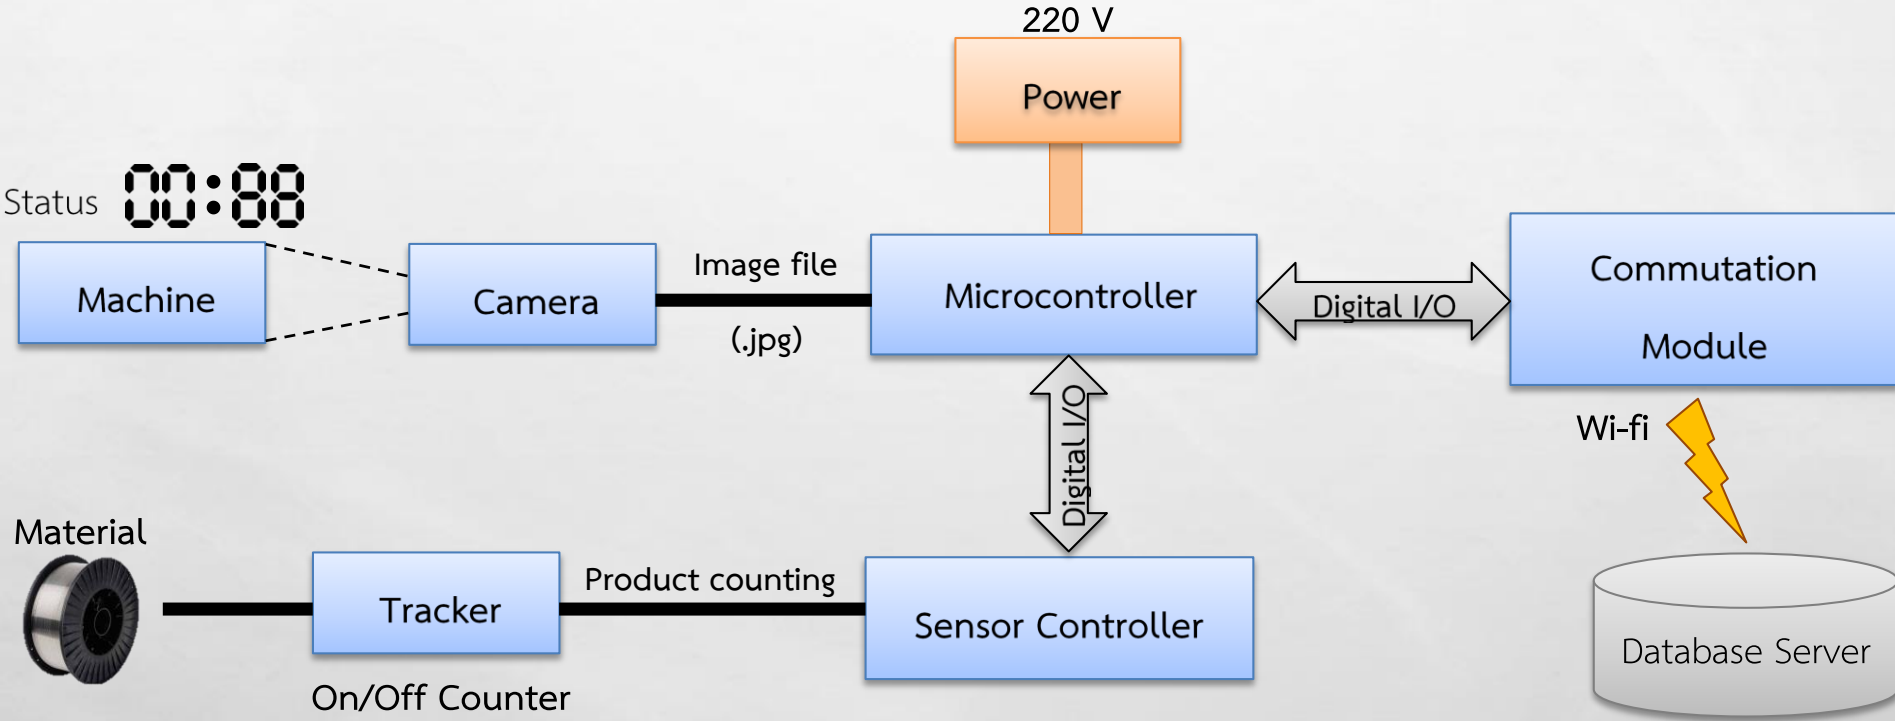 220 V
Power
Status 00:88
Machine
Camera
Image file
(.jpg)
Microcontroller
Digital I/O
Commutation
Module
Digital I/O
Wi-fi
Material
Tracker
On/Off Counter
Product counting
Sensor Controller
Database Server